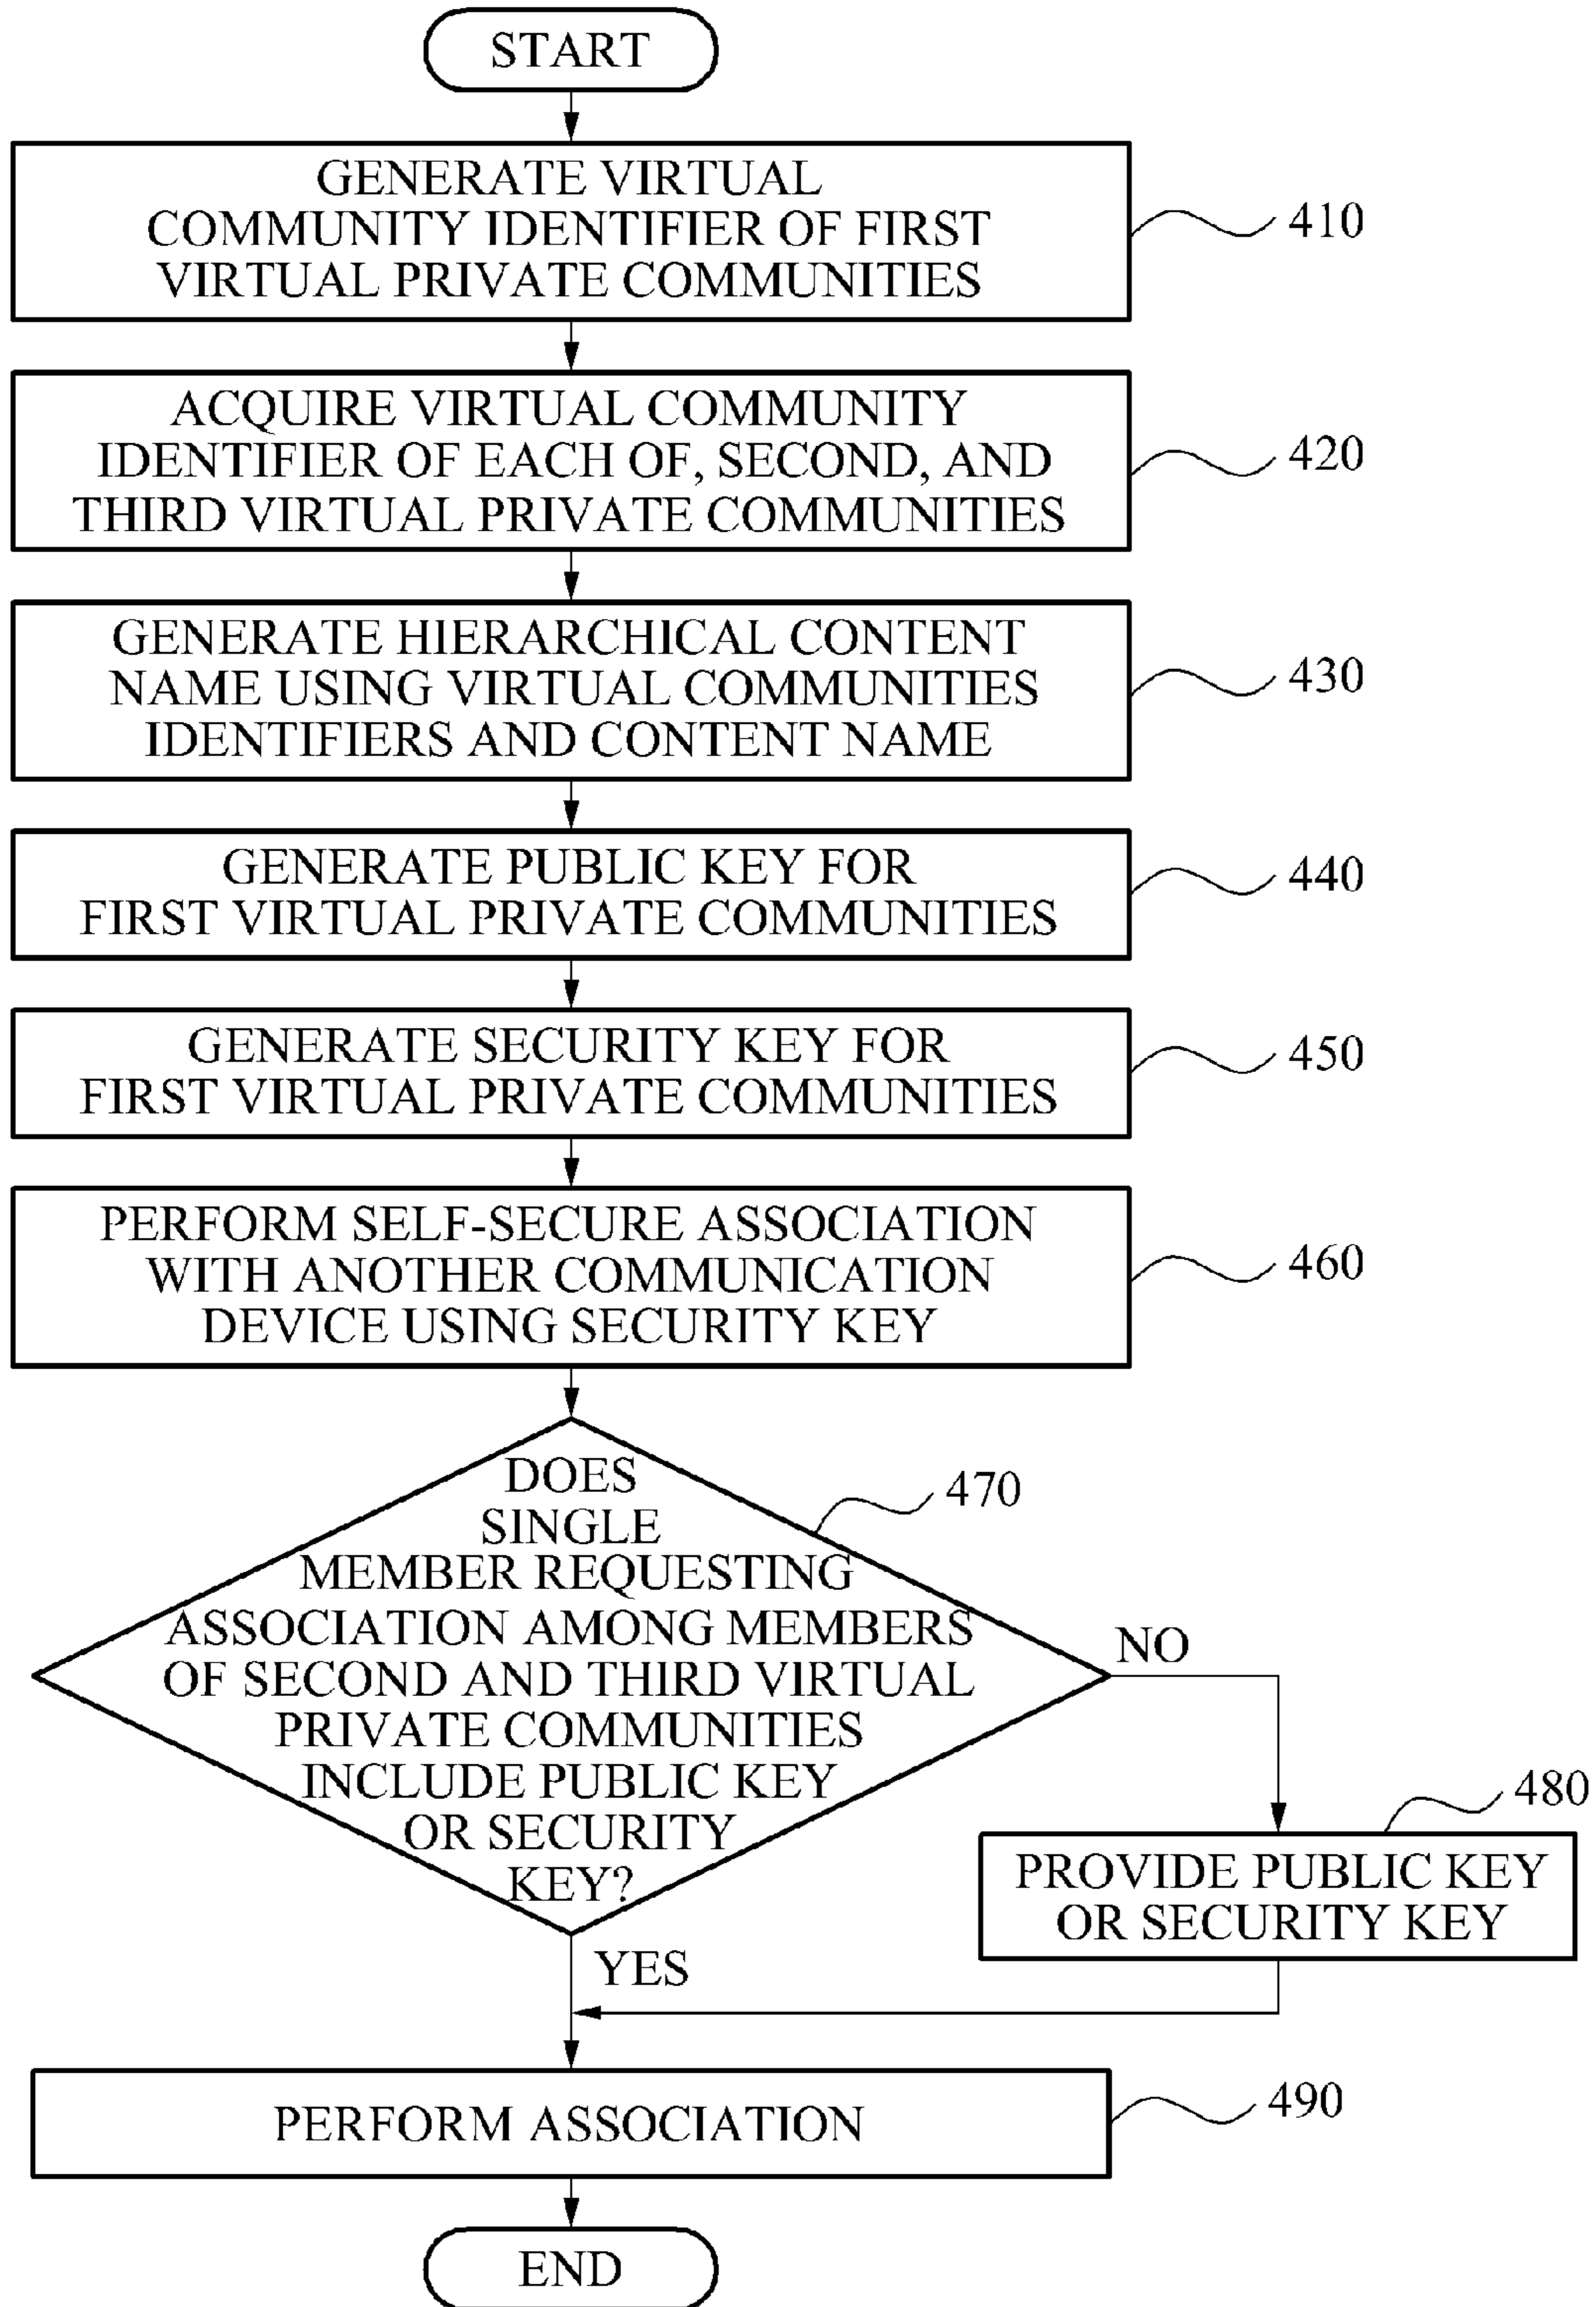 START
GENERATE VIRTUAL
COMMUNITY IDENTIFIER OF FIRST
VIRTUAL PRIVATE COMMUNITIES
410
ACQUIRE VIRTUAL COMMUNITY
IDENTIFIER OF EACH OF, SECOND, AND
THIRD VIRTUAL PRIVATE COMMUNITIES
420
GENERATE HIERARCHICAL CONTENT
NAME USING VIRTUAL COMMUNITIES
IDENTIFIERS AND CONTENT NAME
430
GENERATE PUBLIC KEY FOR
FIRST VIRTUAL PRIVATE COMMUNITIES
440
GENERATE SECURITY KEY FOR
FIRST VIRTUAL PRIVATE COMMUNITIES
450
PERFORM SELF-SECURE ASSOCIATION
WITH ANOTHER COMMUNICATION
DEVICE USING SECURITY KEY
460
DOES
SINGLE
MEMBER REQUESTING
ASSOCIATION AMONG MEMBERS
OF SECOND AND THIRD VIRTUAL
PRIVATE COMMUNITIES
INCLUDE PUBLIC KEY
OR SECURITY
KEY?
470
NO
480
PROVIDE PUBLIC KEY
OR SECURITY KEY
YES
PERFORM ASSOCIATION
490
END